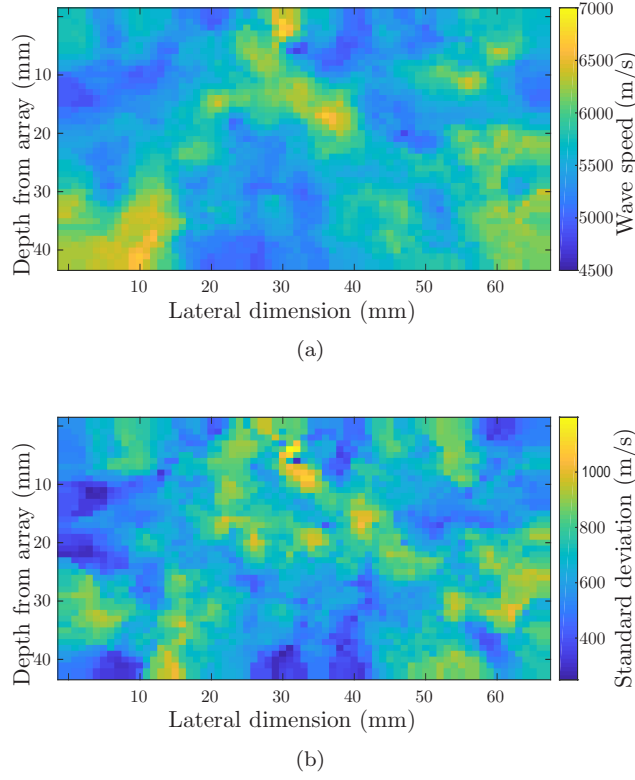 7000
6500
6000
5500
5000
4500
Wave speed (m/s)
10
20
30
40
Depth from array (mm)
10 20 30 40 50 60
Lateral dimension (mm)
(a)
1000
800
600
400
Standard deviation (m/s)
10
20
30
40
Depth from array (mm)
10 20 30 40 50 60
Lateral dimension (mm)
(b)